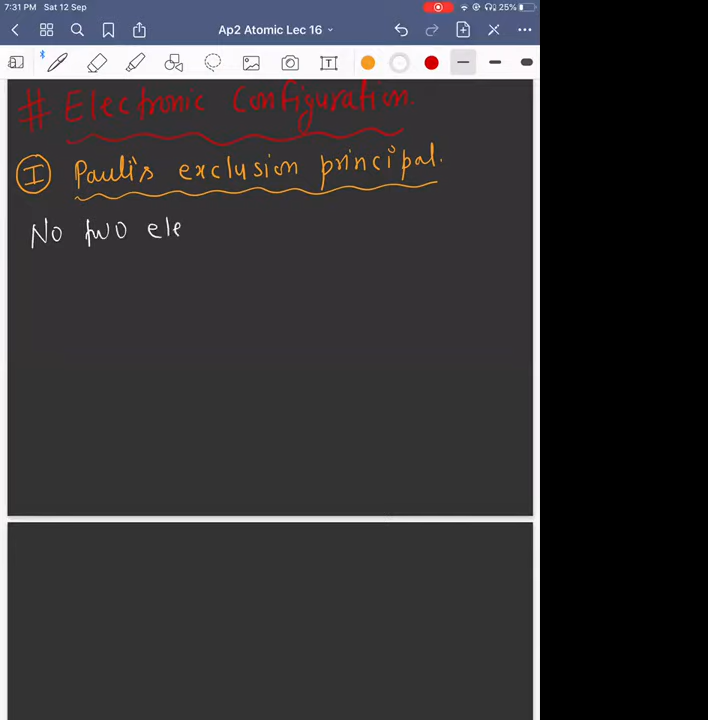 7:31 PM Sat 12 Sep 25%
Ap2 Atomic Lec 16
T
# Electronic Configuration.
I Pauli's exclusion principal.
No two ele